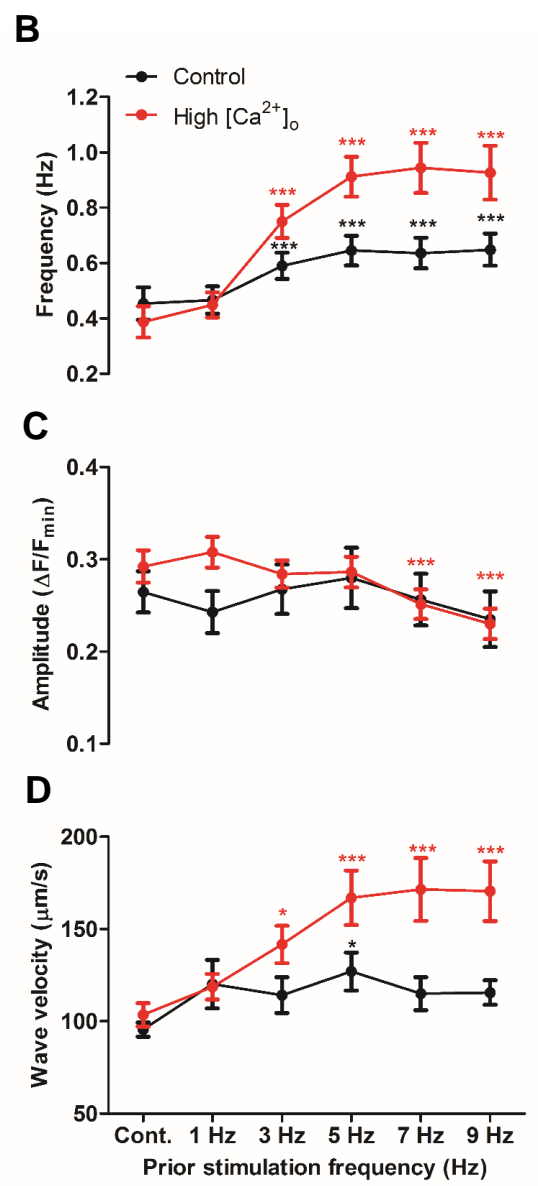 B
Control
High [Ca²⁺]ₒ
1.2
1.0
0.8
0.6
0.4
0.2
Frequency (Hz)
***
***
***
***
***
***
***
***
C
0.4
0.3
0.2
0.1
Amplitude (ΔF/Fmin)
***
***
D
200
150
100
50
Wave velocity (μm/s)
*
***
***
***
*
Cont. 1 Hz 3 Hz 5 Hz 7 Hz 9 Hz
Prior stimulation frequency (Hz)